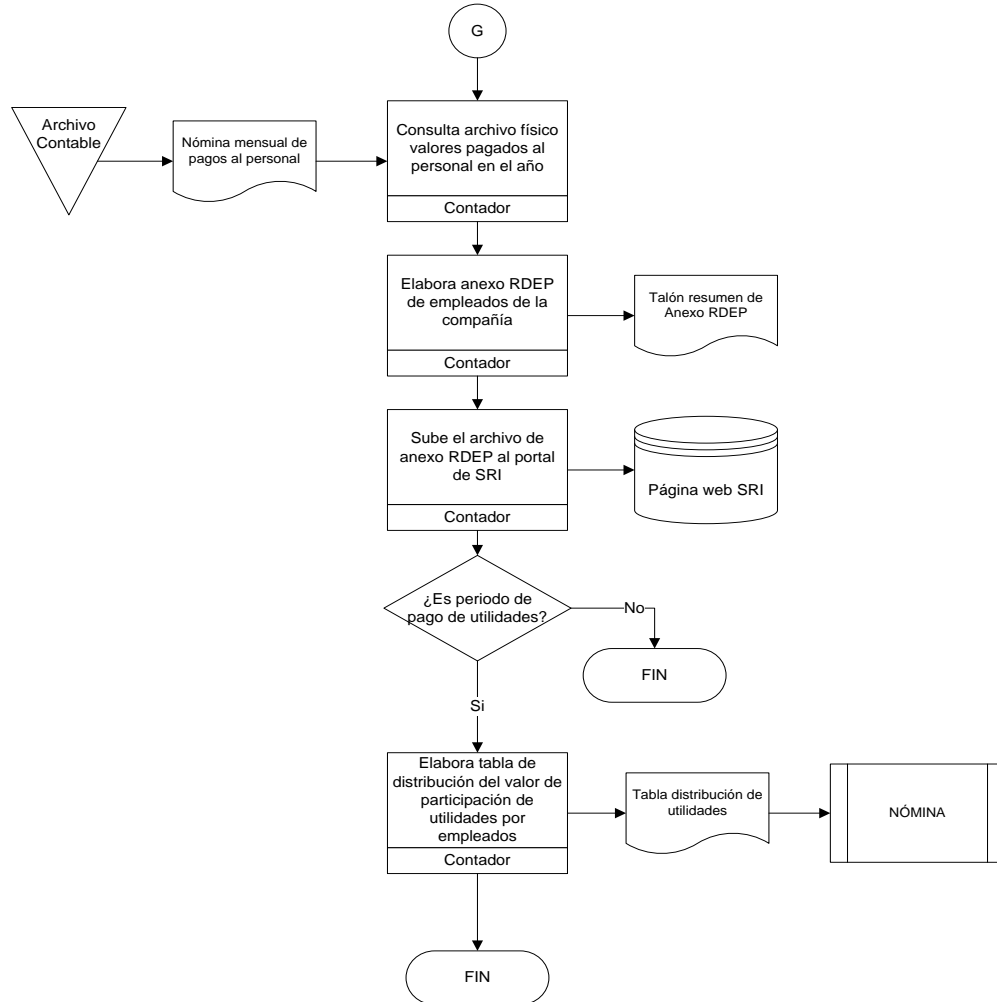 G
Archivo
Contable
Nómina mensual de
pagos al personal
Consulta archivo físico
valores pagados al
personal en el año
Contador
Elabora anexo RDEP
de empleados de la
compañía
Contador
Talón resumen de
Anexo RDEP
Sube el archivo de
anexo RDEP al portal
de SRI
Contador
Página web SRI
¿Es periodo de
pago de utilidades?
No
FIN
Si
Elabora tabla de
distribución del valor de
participación de
utilidades por
empleados
Contador
Tabla distribución de
utilidades
NÓMINA
FIN